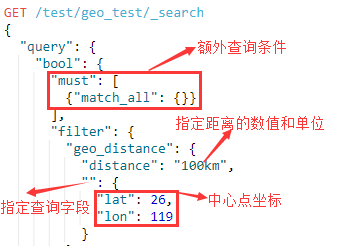 GET /test/geo_test/_search
{
"query": {
额外查询条件
"bool": {
"must": [
{"match_all": {}}
],
指定距离的数值和单位
"filter": {
"geo_distance": {
"distance": "100km",
指定查询字段
"": {
"lat": 26,
中心点坐标
"lon": 119
}